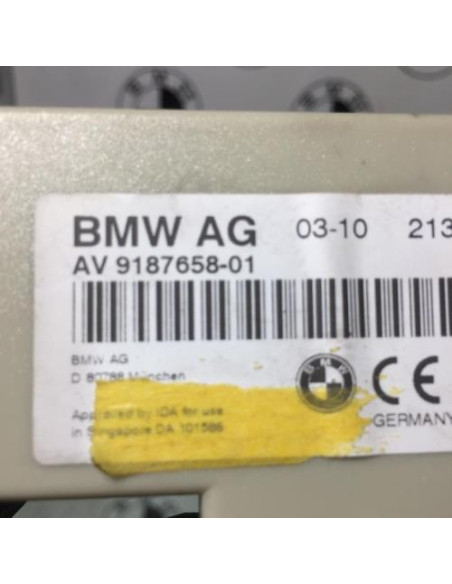 BMW AG 03-10 213
AV 9187658-01
BMW AG
D 80788 München
BMW
CE
Approved by IDA for use
in Singapore DA 101586
GERMANY